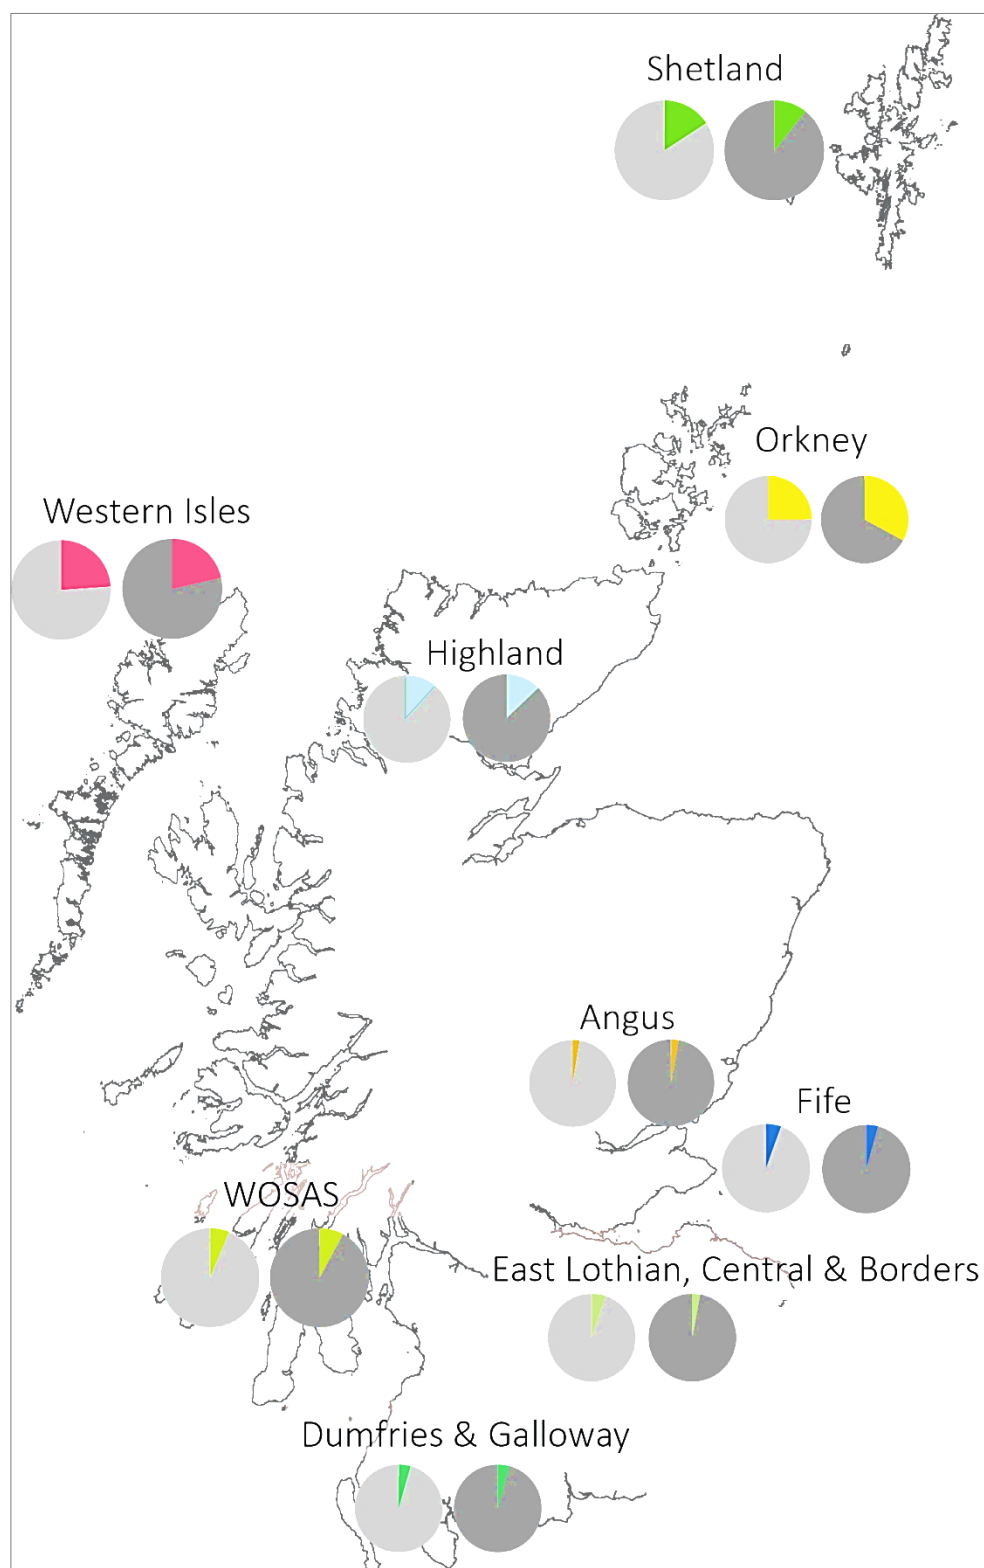 Shetland
Orkney
Western Isles
Highland
Angus
Fife
WOSAS
East Lothian, Central & Borders
Dumfries & Galloway